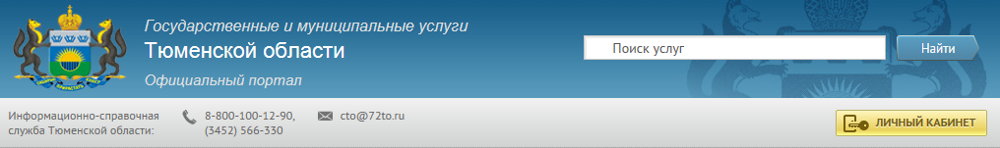 Государственные и муниципальные услуги
Тюменской области
Официальный портал
Поиск услуг
Найти
Информационно-справочная
служба Тюменской области:
8-800-100-12-90,
(3452) 566-330
cto@72to.ru
ЛИЧНЫЙ КАБИНЕТ